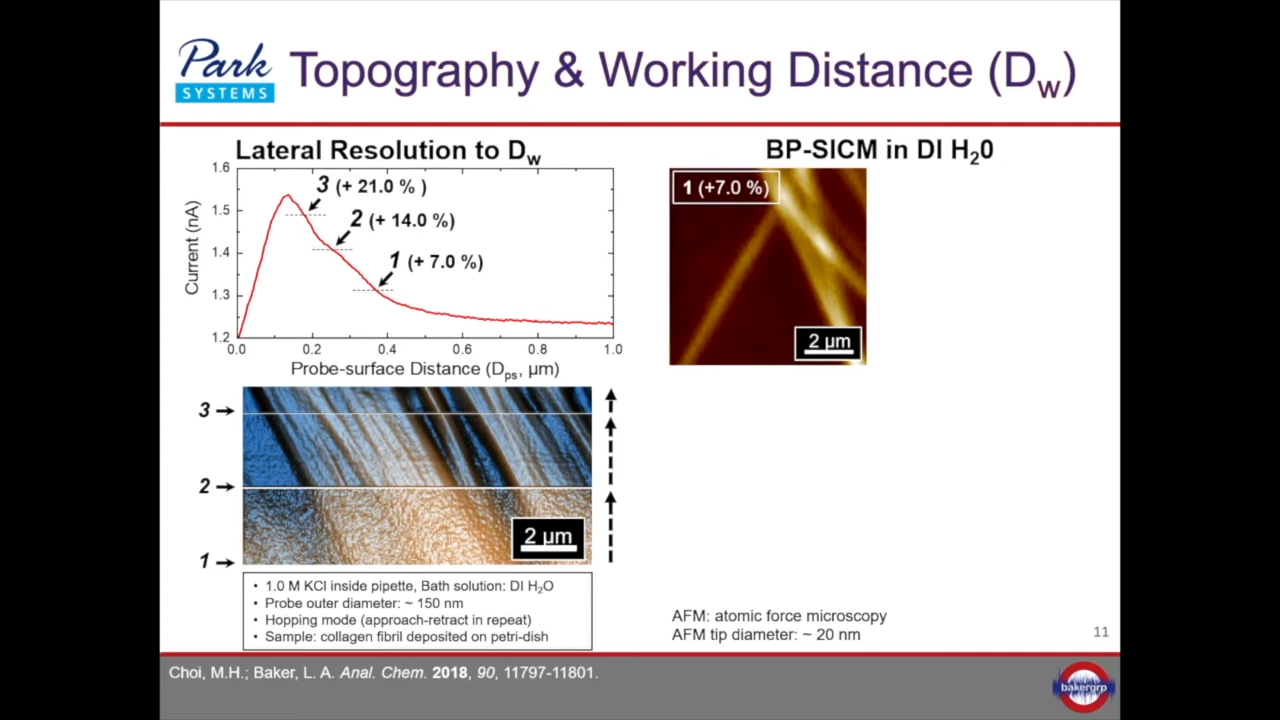 Park
SYSTEMS
Topography & Working Distance (Dw)
Lateral Resolution to Dw
1.6
1.5
1.4
1.3
1.2
Current (nA)
3 (+ 21.0 % )
2 (+ 14.0 %)
1 (+ 7.0 %)
0.0 0.2 0.4 0.6 0.8 1.0
Probe-surface Distance (Dps, µm)
3
2
1
2 µm
• 1.0 M KCl inside pipette, Bath solution: DI H2O
• Probe outer diameter: ~ 150 nm
• Hopping mode (approach-retract in repeat)
• Sample: collagen fibril deposited on petri-dish
BP-SICM in DI H20
1 (+7.0 %)
2 µm
AFM: atomic force microscopy
AFM tip diameter: ~ 20 nm
11
Choi, M.H.; Baker, L. A. Anal. Chem. 2018, 90, 11797-11801.
bakergrp